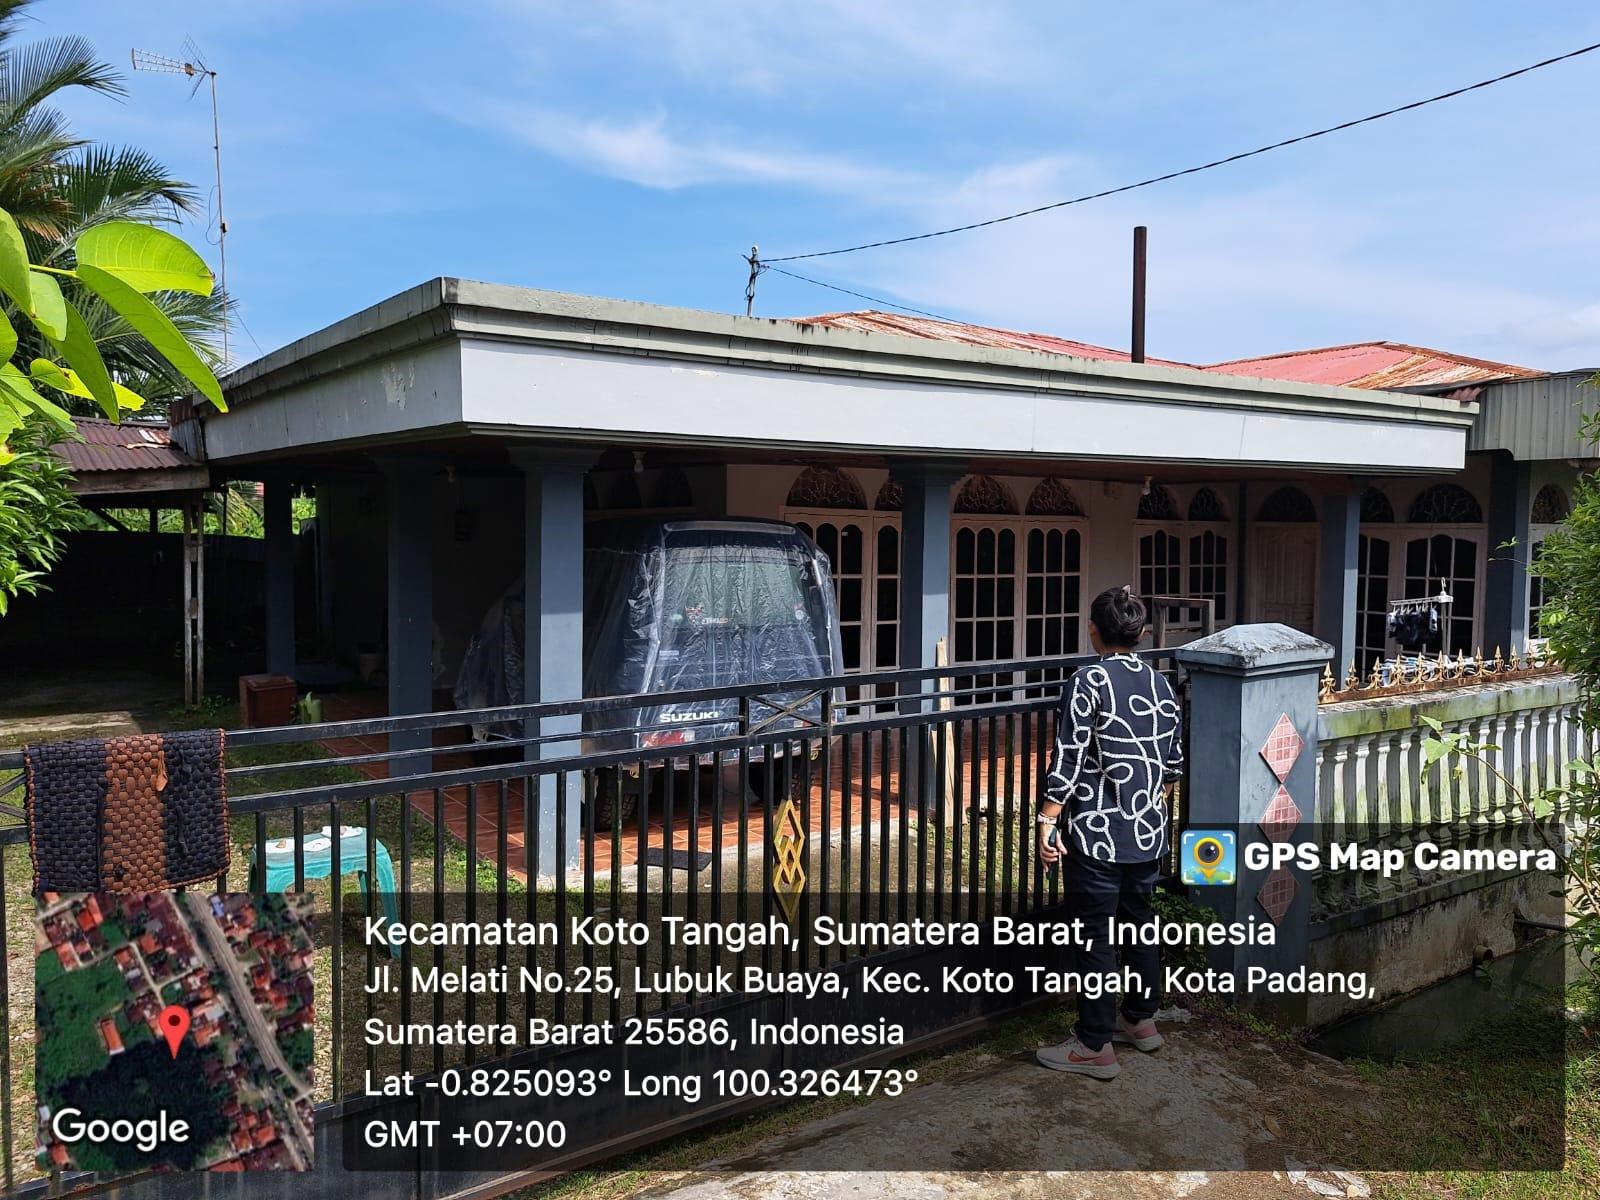 SUZUKI
GPS Map Camera
Kecamatan Koto Tangah, Sumatera Barat, Indonesia
Jl. Melati No.25, Lubuk Buaya, Kec. Koto Tangah, Kota Padang,
Sumatera Barat 25586, Indonesia
Lat -0.825093° Long 100.326473°
GMT +07:00
Google